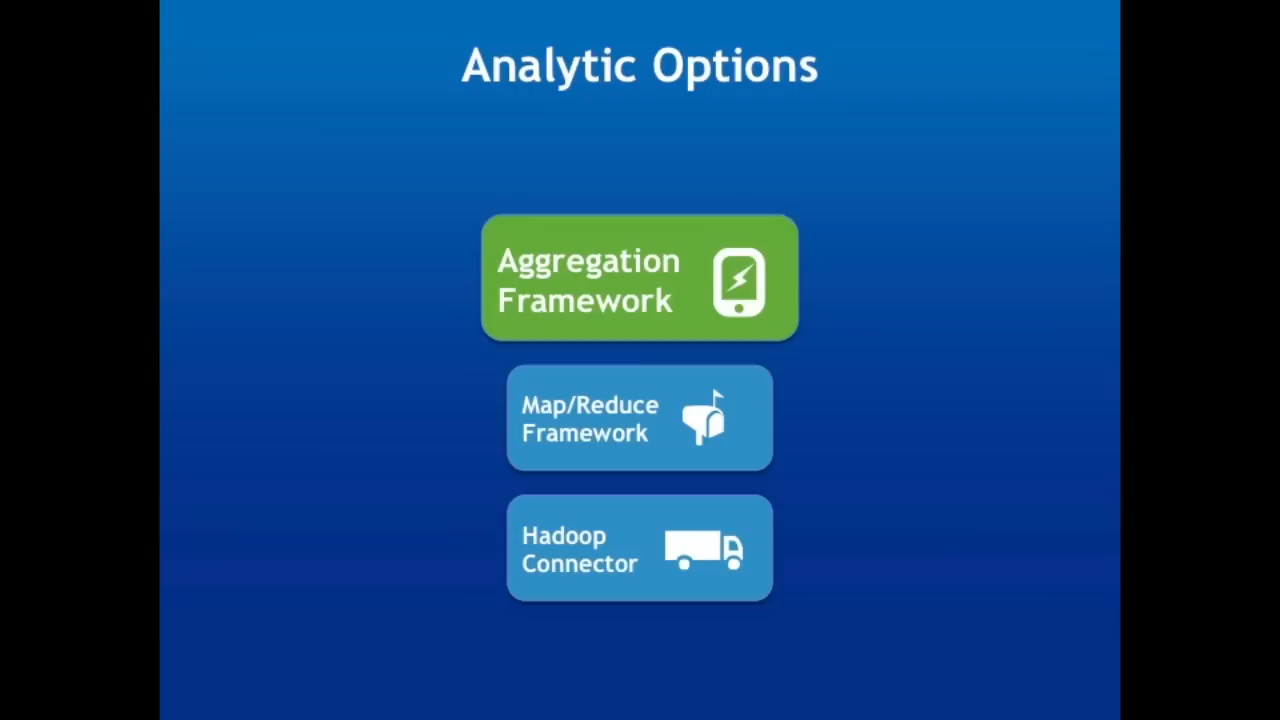 Analytic Options
Aggregation
Framework
Map/Reduce
Framework
Hadoop
Connector